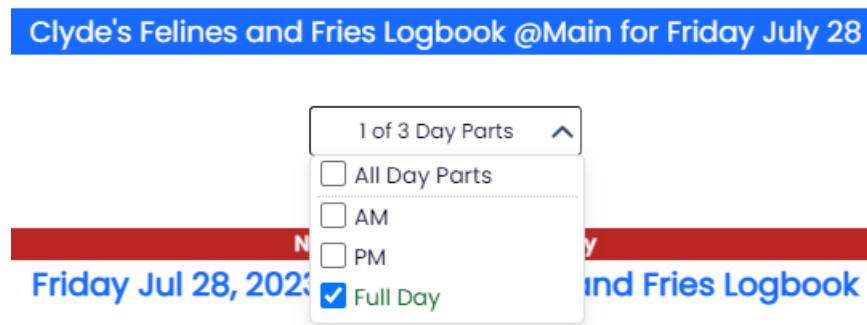 Clyde's Felines and Fries Logbook @Main for Friday July 28
1 of 3 Day Parts
All Day Parts
AM
PM
Full Day
N y
Friday Jul 28, 202 and Fries Logbook